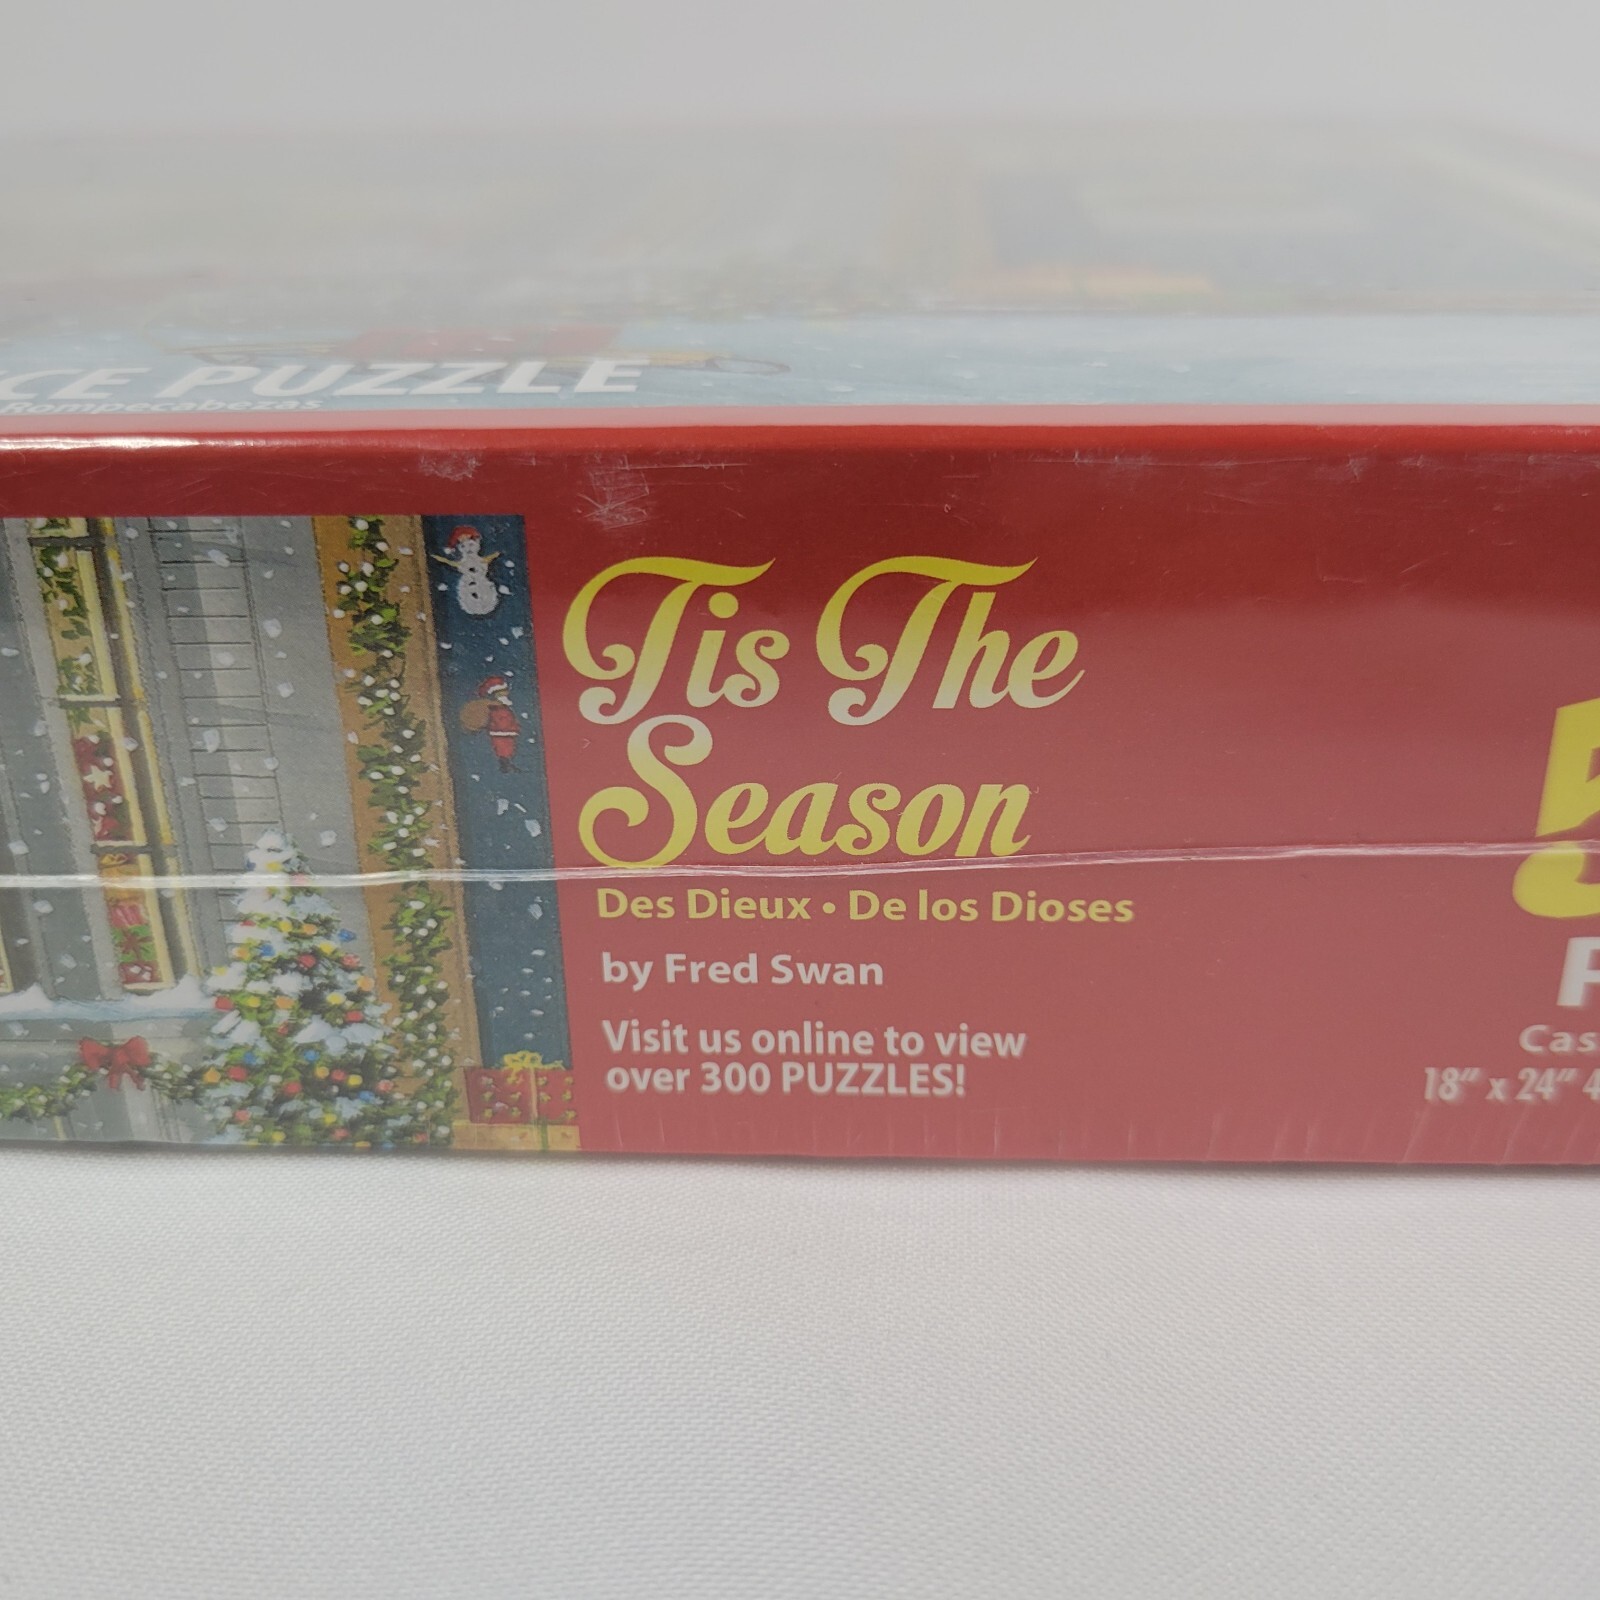 PUZZLE
Rompecabezas
Tis The
Season
Des Dieux • De los Dioses
by Fred Swan
Visit us online to view
over 300 PUZZLES!
18" x 24"